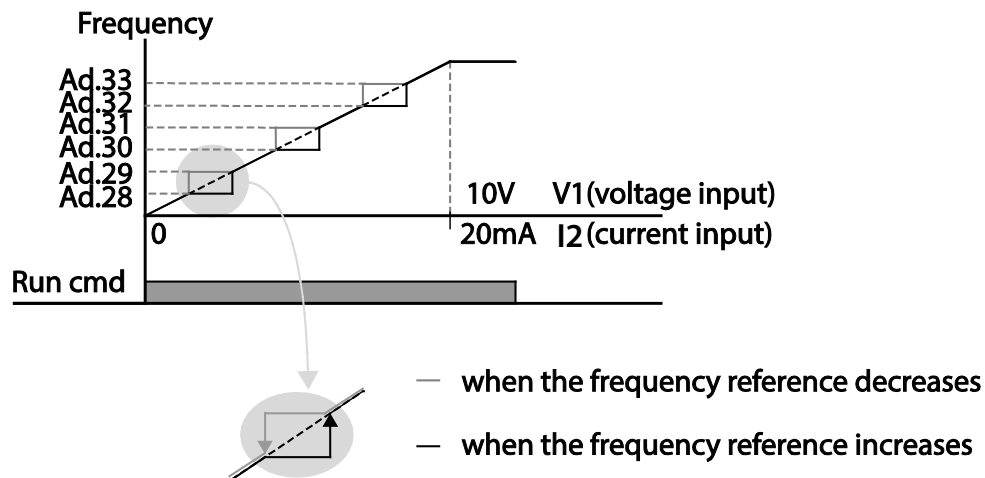 Frequency
Ad.33
Ad.32
Ad.31
Ad.30
Ad.29
Ad.28
10V V1(voltage input)
0
20mA I2(current input)
Run cmd
when the frequency reference decreases
when the frequency reference increases